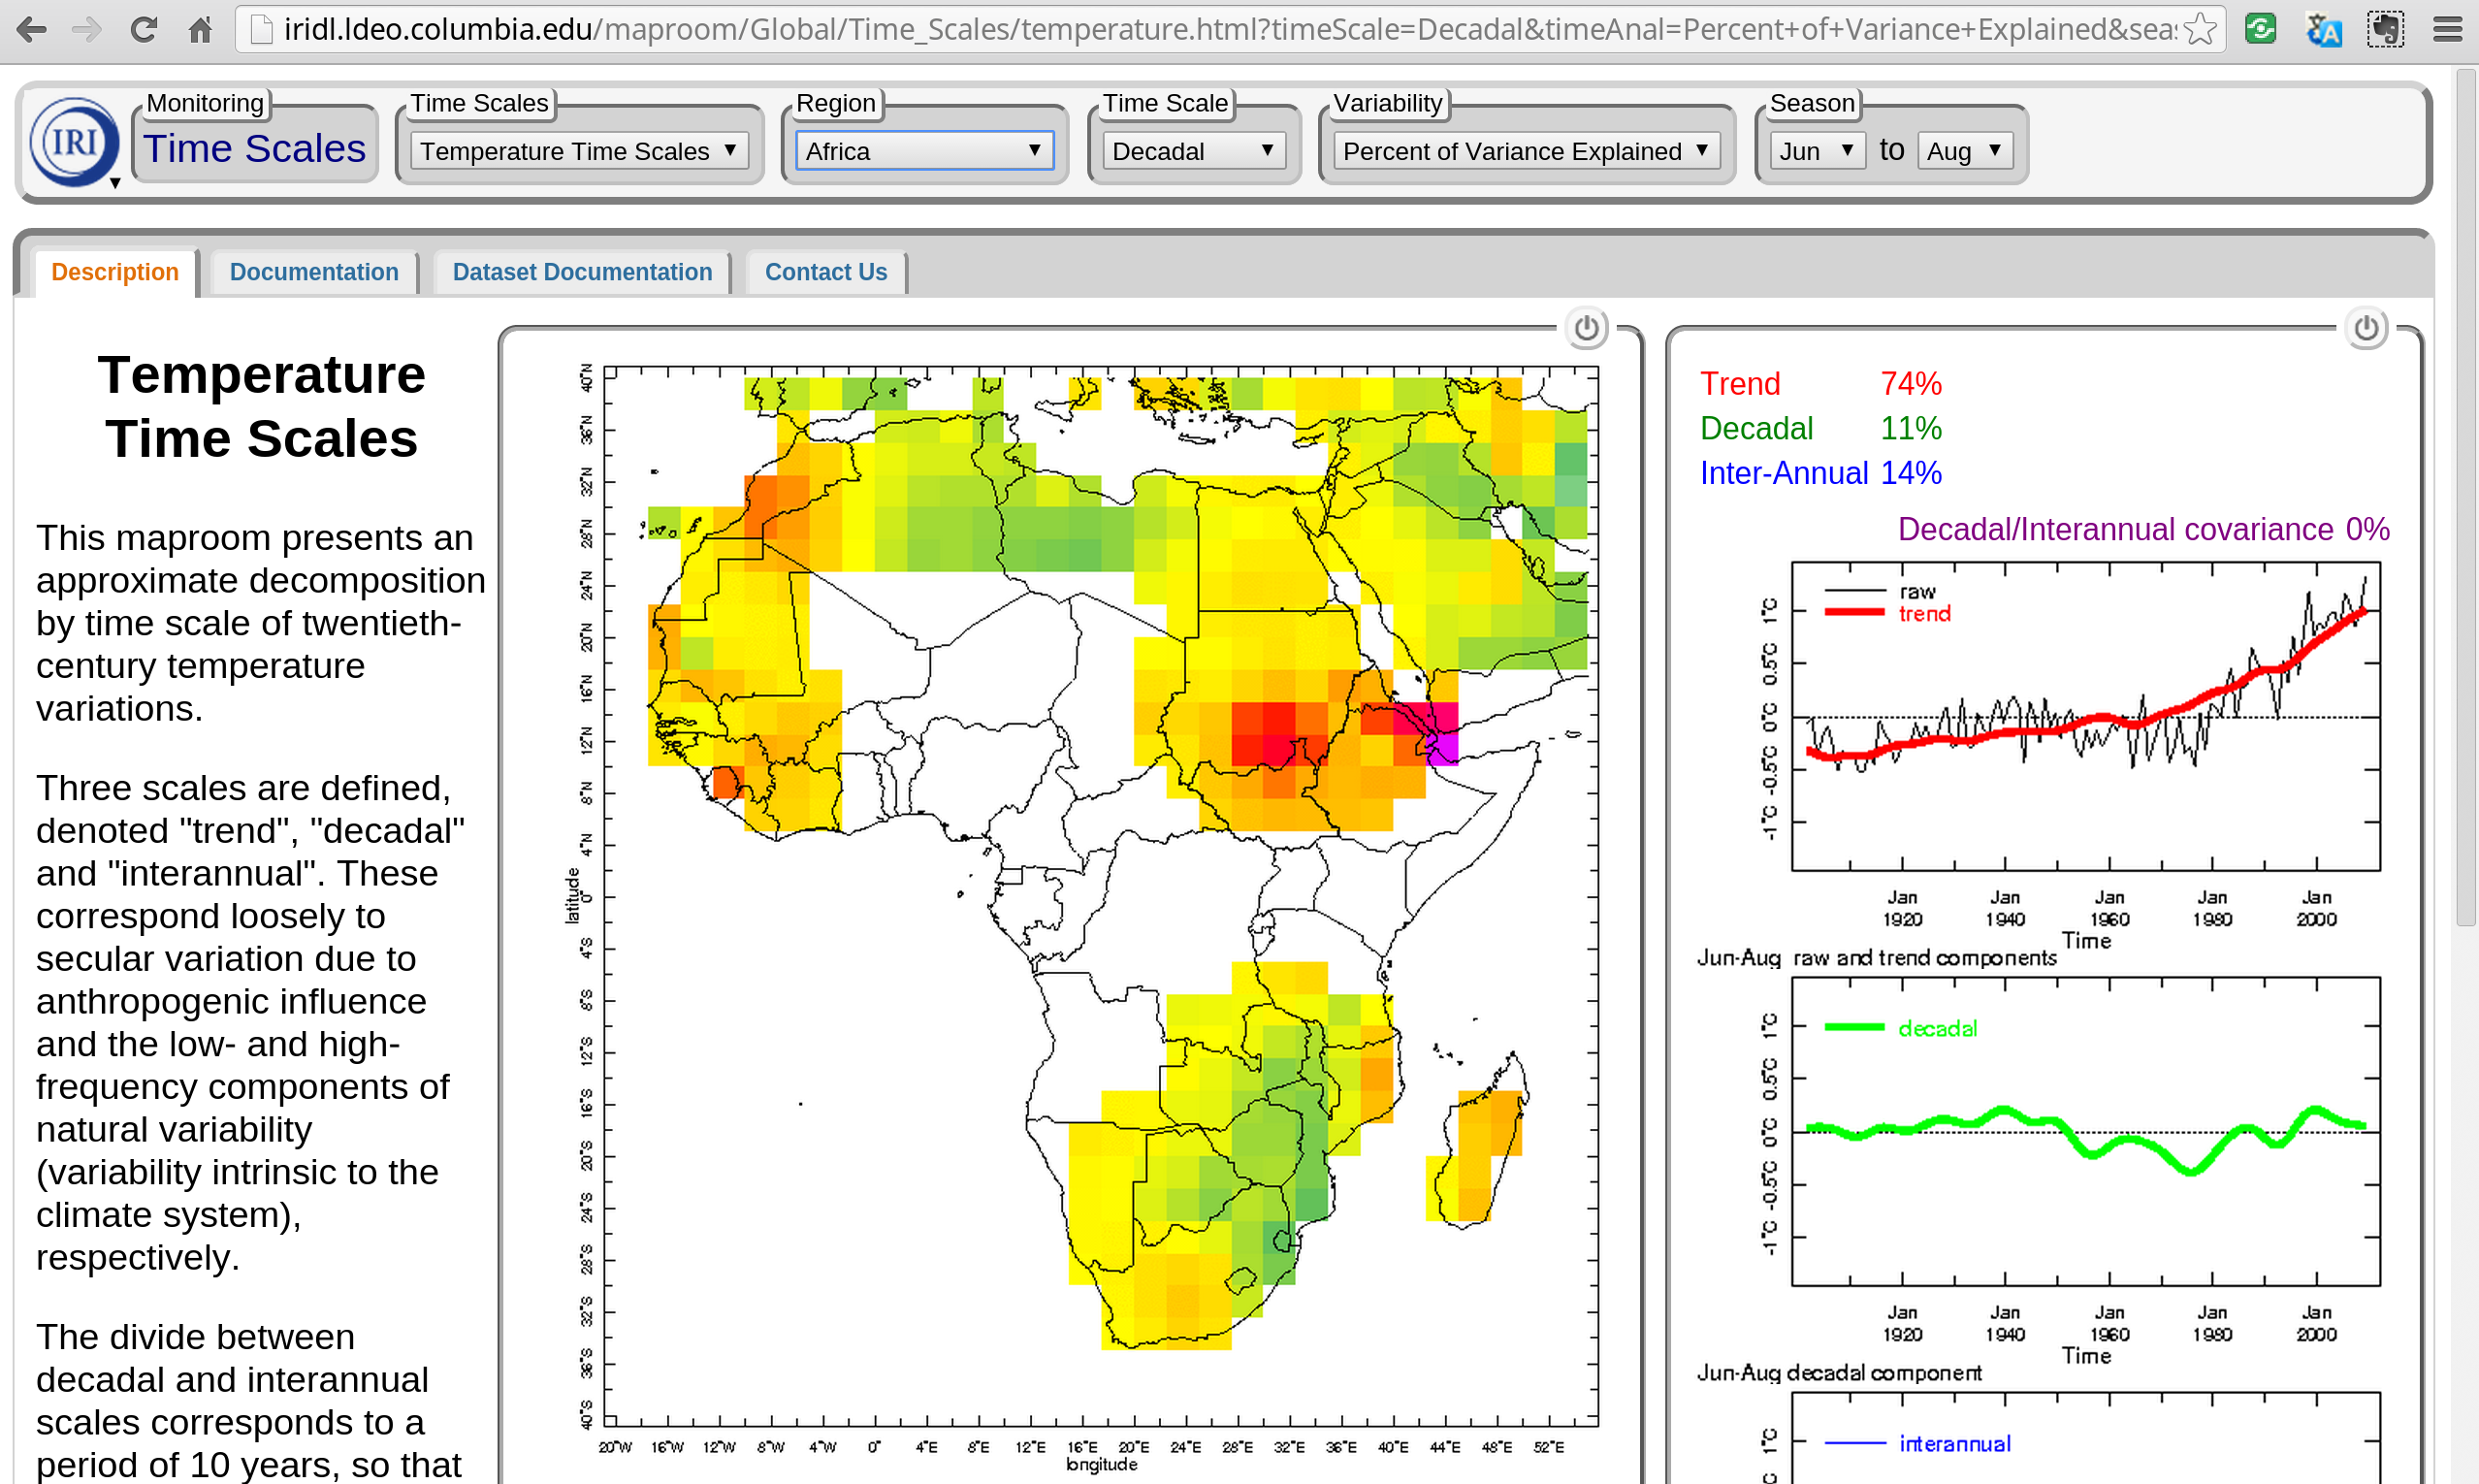 iridl.ldeo.columbia.edu/maproom/Global/Time_Scales/temperature.html?timeScale=Decadal&timeAnal=Percent+of+Variance+Explained&sea
IRI
Monitoring
Time Scales
Time Scales
Temperature Time Scales
Region
Africa
Time Scale
Decadal
Variability
Percent of Variance Explained
Season
Jun to Aug
Description
Documentation
Dataset Documentation
Contact Us
Temperature
Time Scales
This maproom presents an
approximate decomposition
by time scale of twentieth-
century temperature
variations.
Three scales are defined,
denoted "trend", "decadal"
and "interannual". These
correspond loosely to
secular variation due to
anthropogenic influence
and the low- and high-
frequency components of
natural variability
(variability intrinsic to the
climate system),
respectively.
The divide between
decadal and interannual
scales corresponds to a
period of 10 years, so that
40°N
36°N
32°N
28°N
24°N
20°N
16°N
12°N
8°N
4°N
0°
4°S
8°S
12°S
16°S
20°S
24°S
28°S
32°S
36°S
40°S
latitude
20°W 16°W 12°W 8°W 4°W 0° 4°E 8°E 12°E 16°E 20°E 24°E 28°E 32°E 36°E 40°E 44°E 48°E 52°E
longitude
Trend 74%
Decadal 11%
Inter-Annual 14%
Decadal/Interannual covariance 0%
raw
trend
1°C
0.5°C
0°C
-0.5°C
-1°C
Jan Jan Jan Jan Jan
1920 1940 1960 1980 2000
Time
Jun-Aug raw and trend components
decadal
1°C
0.5°C
0°C
-0.5°C
-1°C
Jan Jan Jan Jan Jan
1920 1940 1960 1980 2000
Time
Jun-Aug decadal component
interannual
1°C